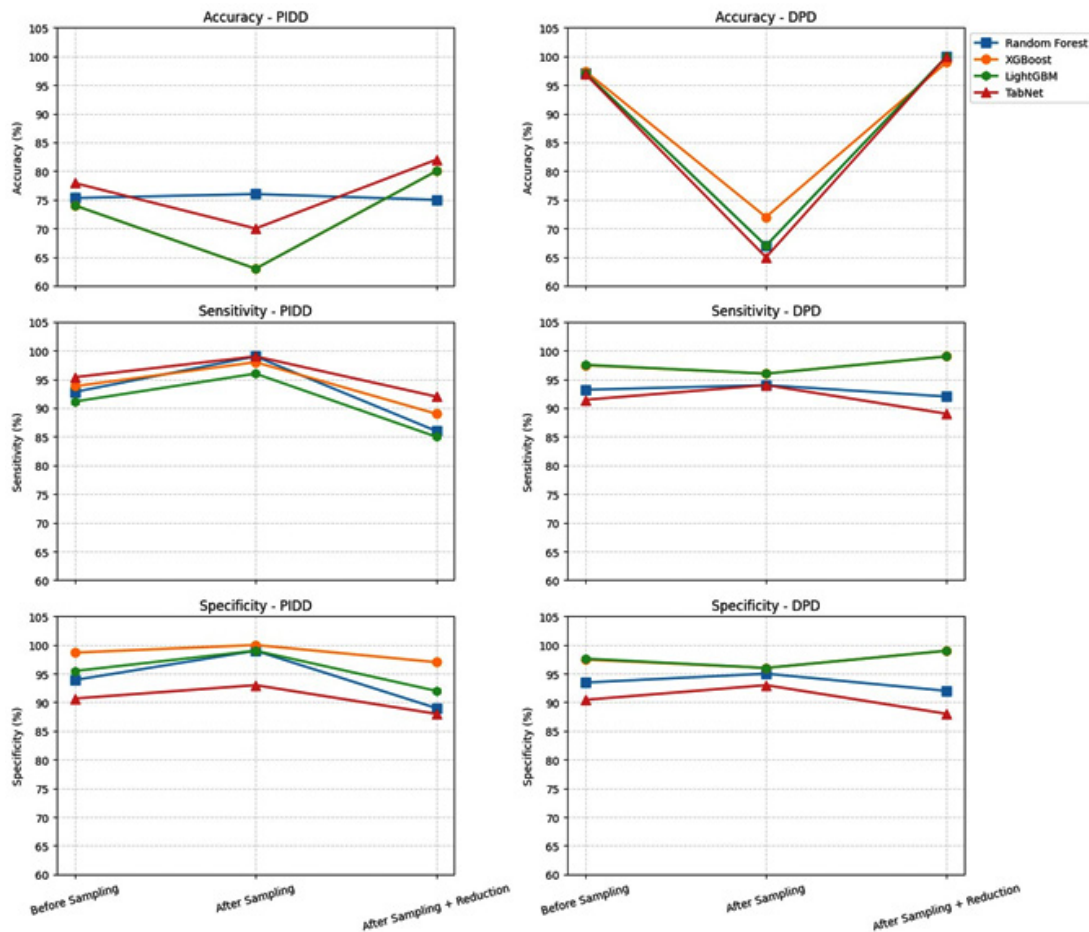 Accuracy - PIDD
105
100
95
90
85
80
75
70
65
60
Accuracy (%)
Accuracy - DPD
105
100
95
90
85
80
75
70
65
60
Accuracy (%)
Random Forest
XGBoost
LightGBM
TabNet
Sensitivity - PIDD
105
100
95
90
85
80
75
70
65
60
Sensitivity (%)
Sensitivity - DPD
105
100
95
90
85
80
75
70
65
60
Sensitivity (%)
Specificity - PIDD
105
100
95
90
85
80
75
70
65
60
Specificity (%)
Before Sampling
After Sampling
After Sampling + Reduction
Specificity - DPD
105
100
95
90
85
80
75
70
65
60
Specificity (%)
Before Sampling
After Sampling
After Sampling + Reduction